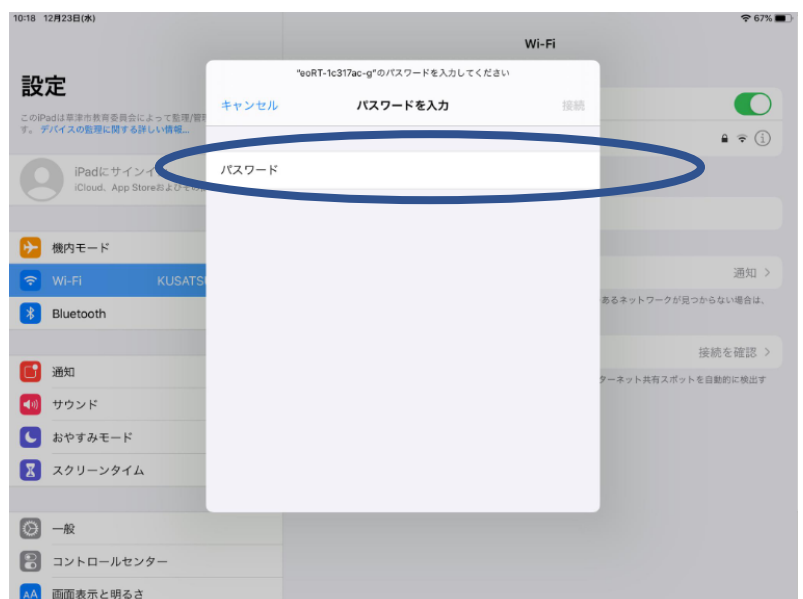 10:18 12月23日(水)
67%
Wi-Fi
設定
"eoRT-1c317ac-g"のパスワードを入力してください
キャンセル パスワードを入力 接続
このiPadは草津市教育委員会によって監理/管理
す。デバイスの監理に関する詳しい情報...
iPadにサインイ
iCloud、App Storeおよびその
パスワード
機内モード
Wi-Fi KUSATSU
通知
あるネットワークが見つからない場合は、
Bluetooth
接続を確認
ターネット共有スポットを自動的に検出す
通知
サウンド
おやすみモード
スクリーンタイム
一般
コントロールセンター
AA 画面表示と明るさ